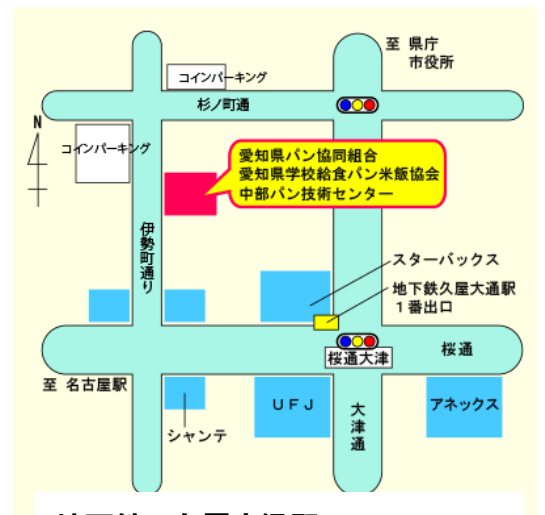 至 県庁
市役所
コインパーキング
杉ノ町通
N
コインパーキング
愛知県パン協同組合
愛知県学校給食パン米飯協会
中部パン技術センター
伊勢町通り
スターバックス
地下鉄久屋大通駅
1番出口
桜通大津
桜通
至 名古屋駅
UFJ
大津通
アネックス
シャンテ